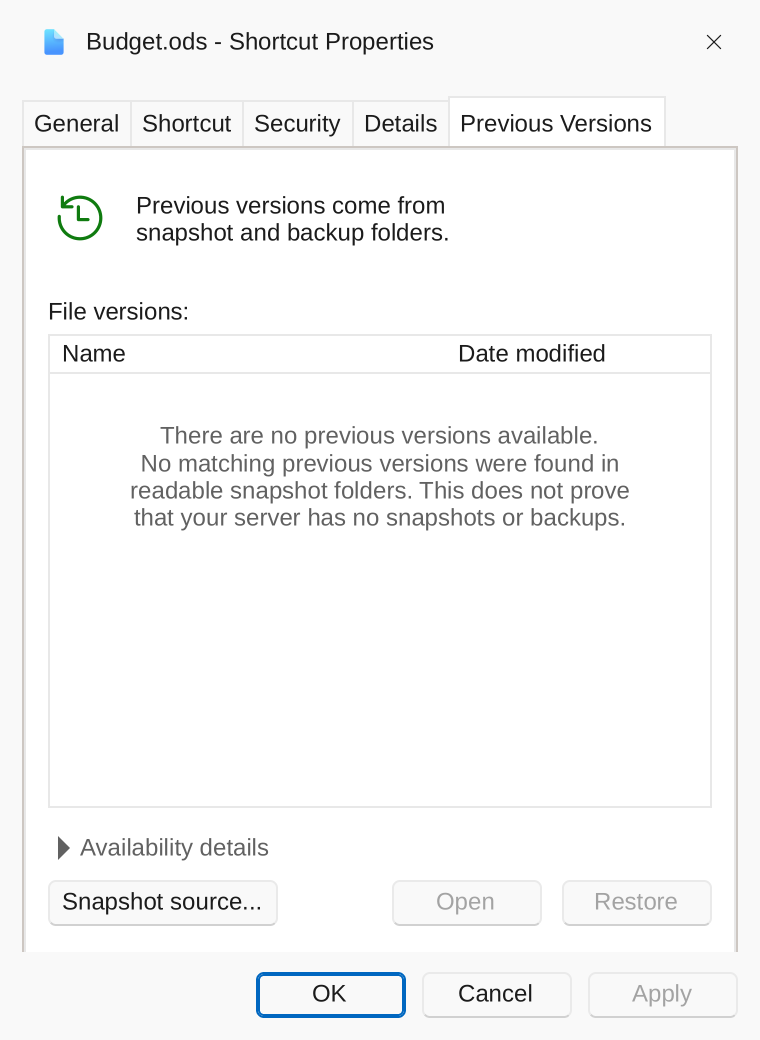 Budget.ods - Shortcut Properties
General Shortcut Security Details Previous Versions
Previous versions come from
snapshot and backup folders.
File versions:
Name Date modified
There are no previous versions available.
No matching previous versions were found in
readable snapshot folders. This does not prove
that your server has no snapshots or backups.
Availability details
Snapshot source... Open Restore
OK Cancel Apply